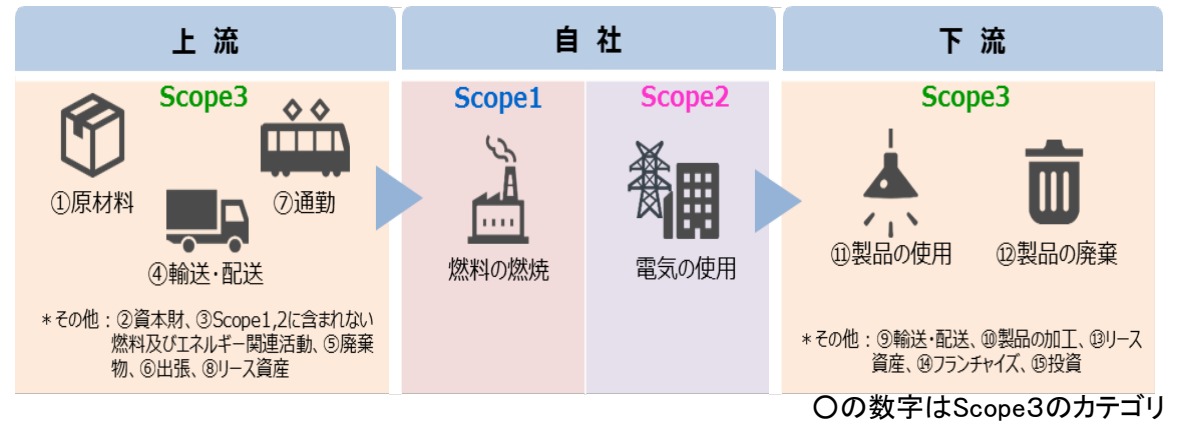 上 流
自 社
下 流
Scope3
①原材料
⑦通勤
④輸送・配送
＊その他：②資本財、③Scope1,2に含まれない
燃料及びエネルギー関連活動、⑤廃棄
物、⑥出張、⑧リース資産
Scope1
燃料の燃焼
Scope2
電気の使用
Scope3
⑪製品の使用
⑫製品の廃棄
＊その他：⑨輸送・配送、⑩製品の加工、⑬リース
資産、⑭フランチャイズ、⑮投資
〇の数字はScope3のカテゴリ